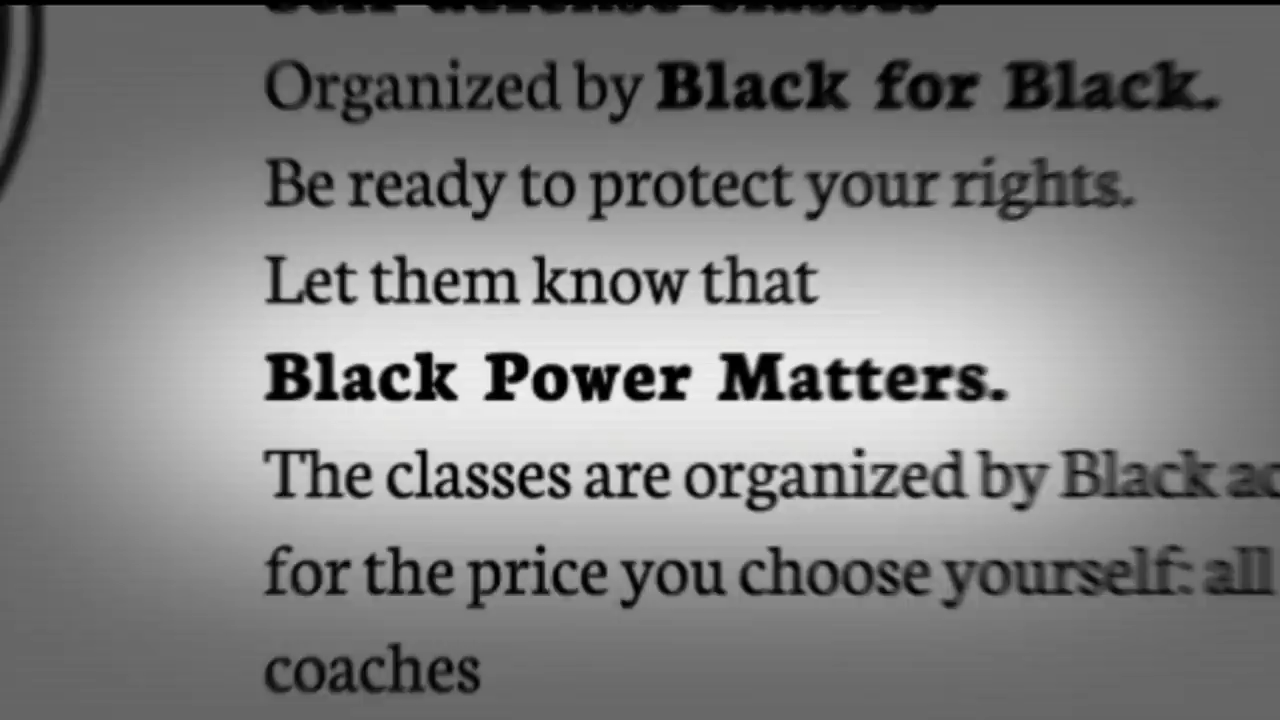 Organized by Black for Black.
Be ready to protect your rights.
Let them know that
Black Power Matters.
The classes are organized by Black
for the price you choose yourself: all
coaches